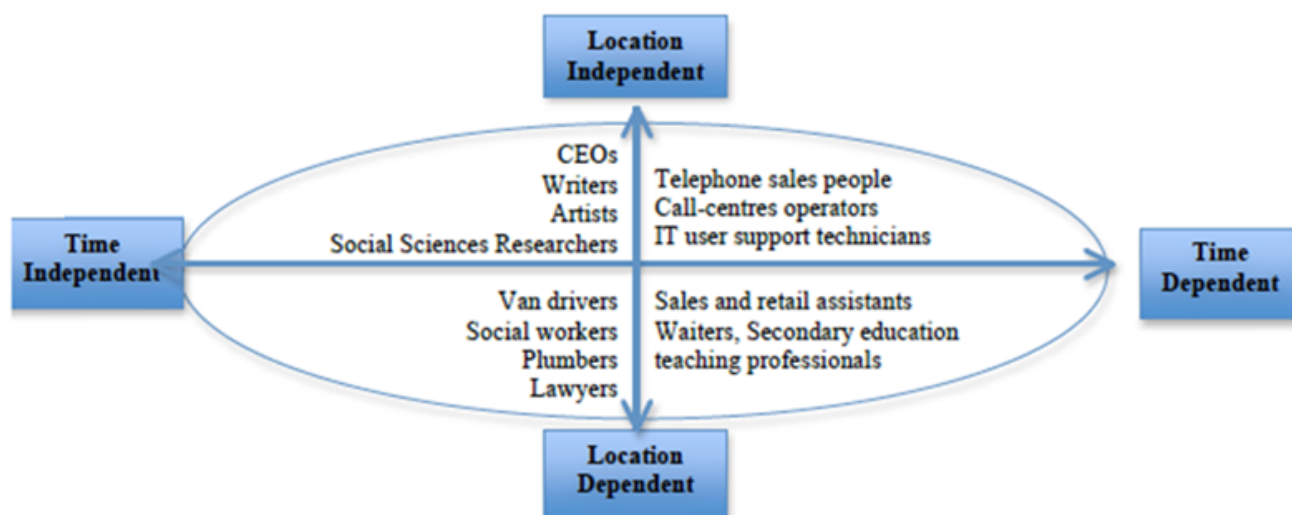 Location
Independent
CEOs
Writers
Artists
Social Sciences Researchers
Telephone sales people
Call-centres operators
IT user support technicians
Time
Independent
Time
Dependent
Van drivers
Social workers
Plumbers
Lawyers
Sales and retail assistants
Waiters, Secondary education
teaching professionals
Location
Dependent